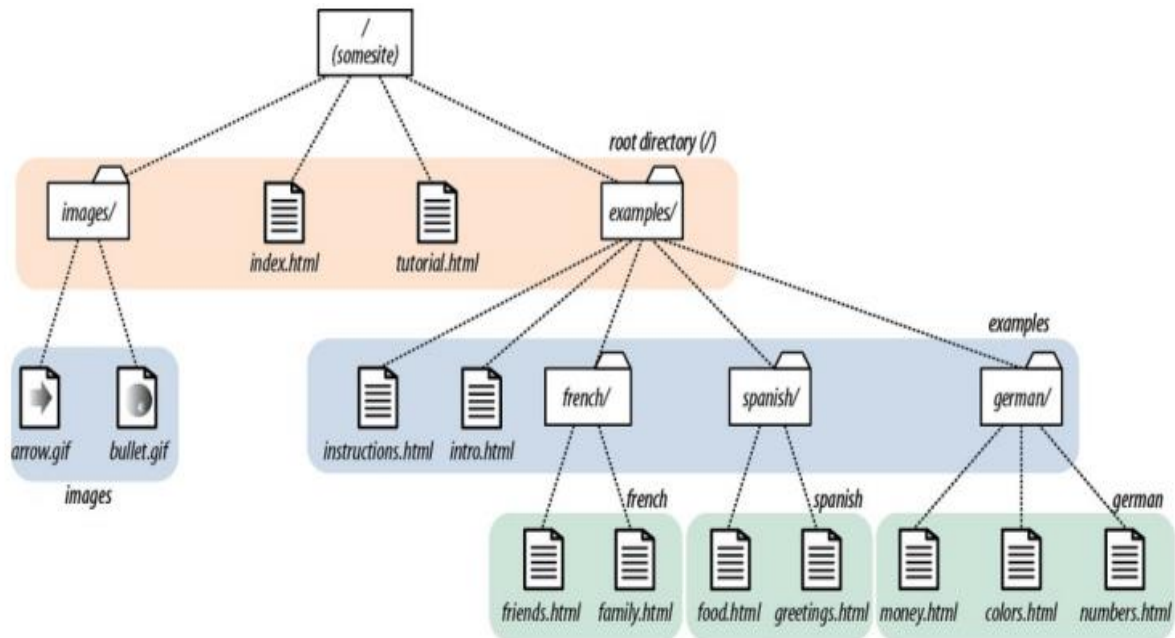 /
(somesite)
root directory (/)
images/
index.html
tutorial.html
examples/
examples
arrow.gif
bullet.gif
images
instructions.html
intro.html
french/
spanish/
german/
french
spanish
german
friends.html
family.html
food.html
greetings.html
money.html
colors.html
numbers.html